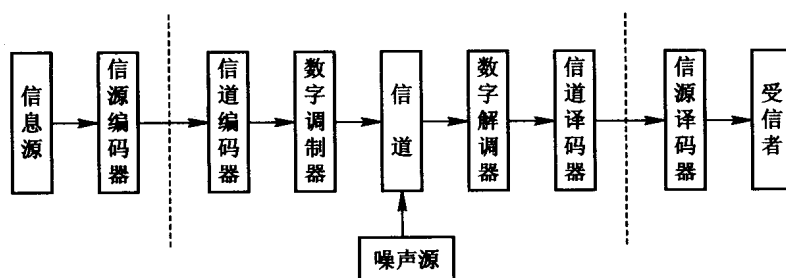 信息源
信源编码器
信道编码器
数字调制器
信道
数字解调器
信道译码器
信源译码器
受信者
噪声源